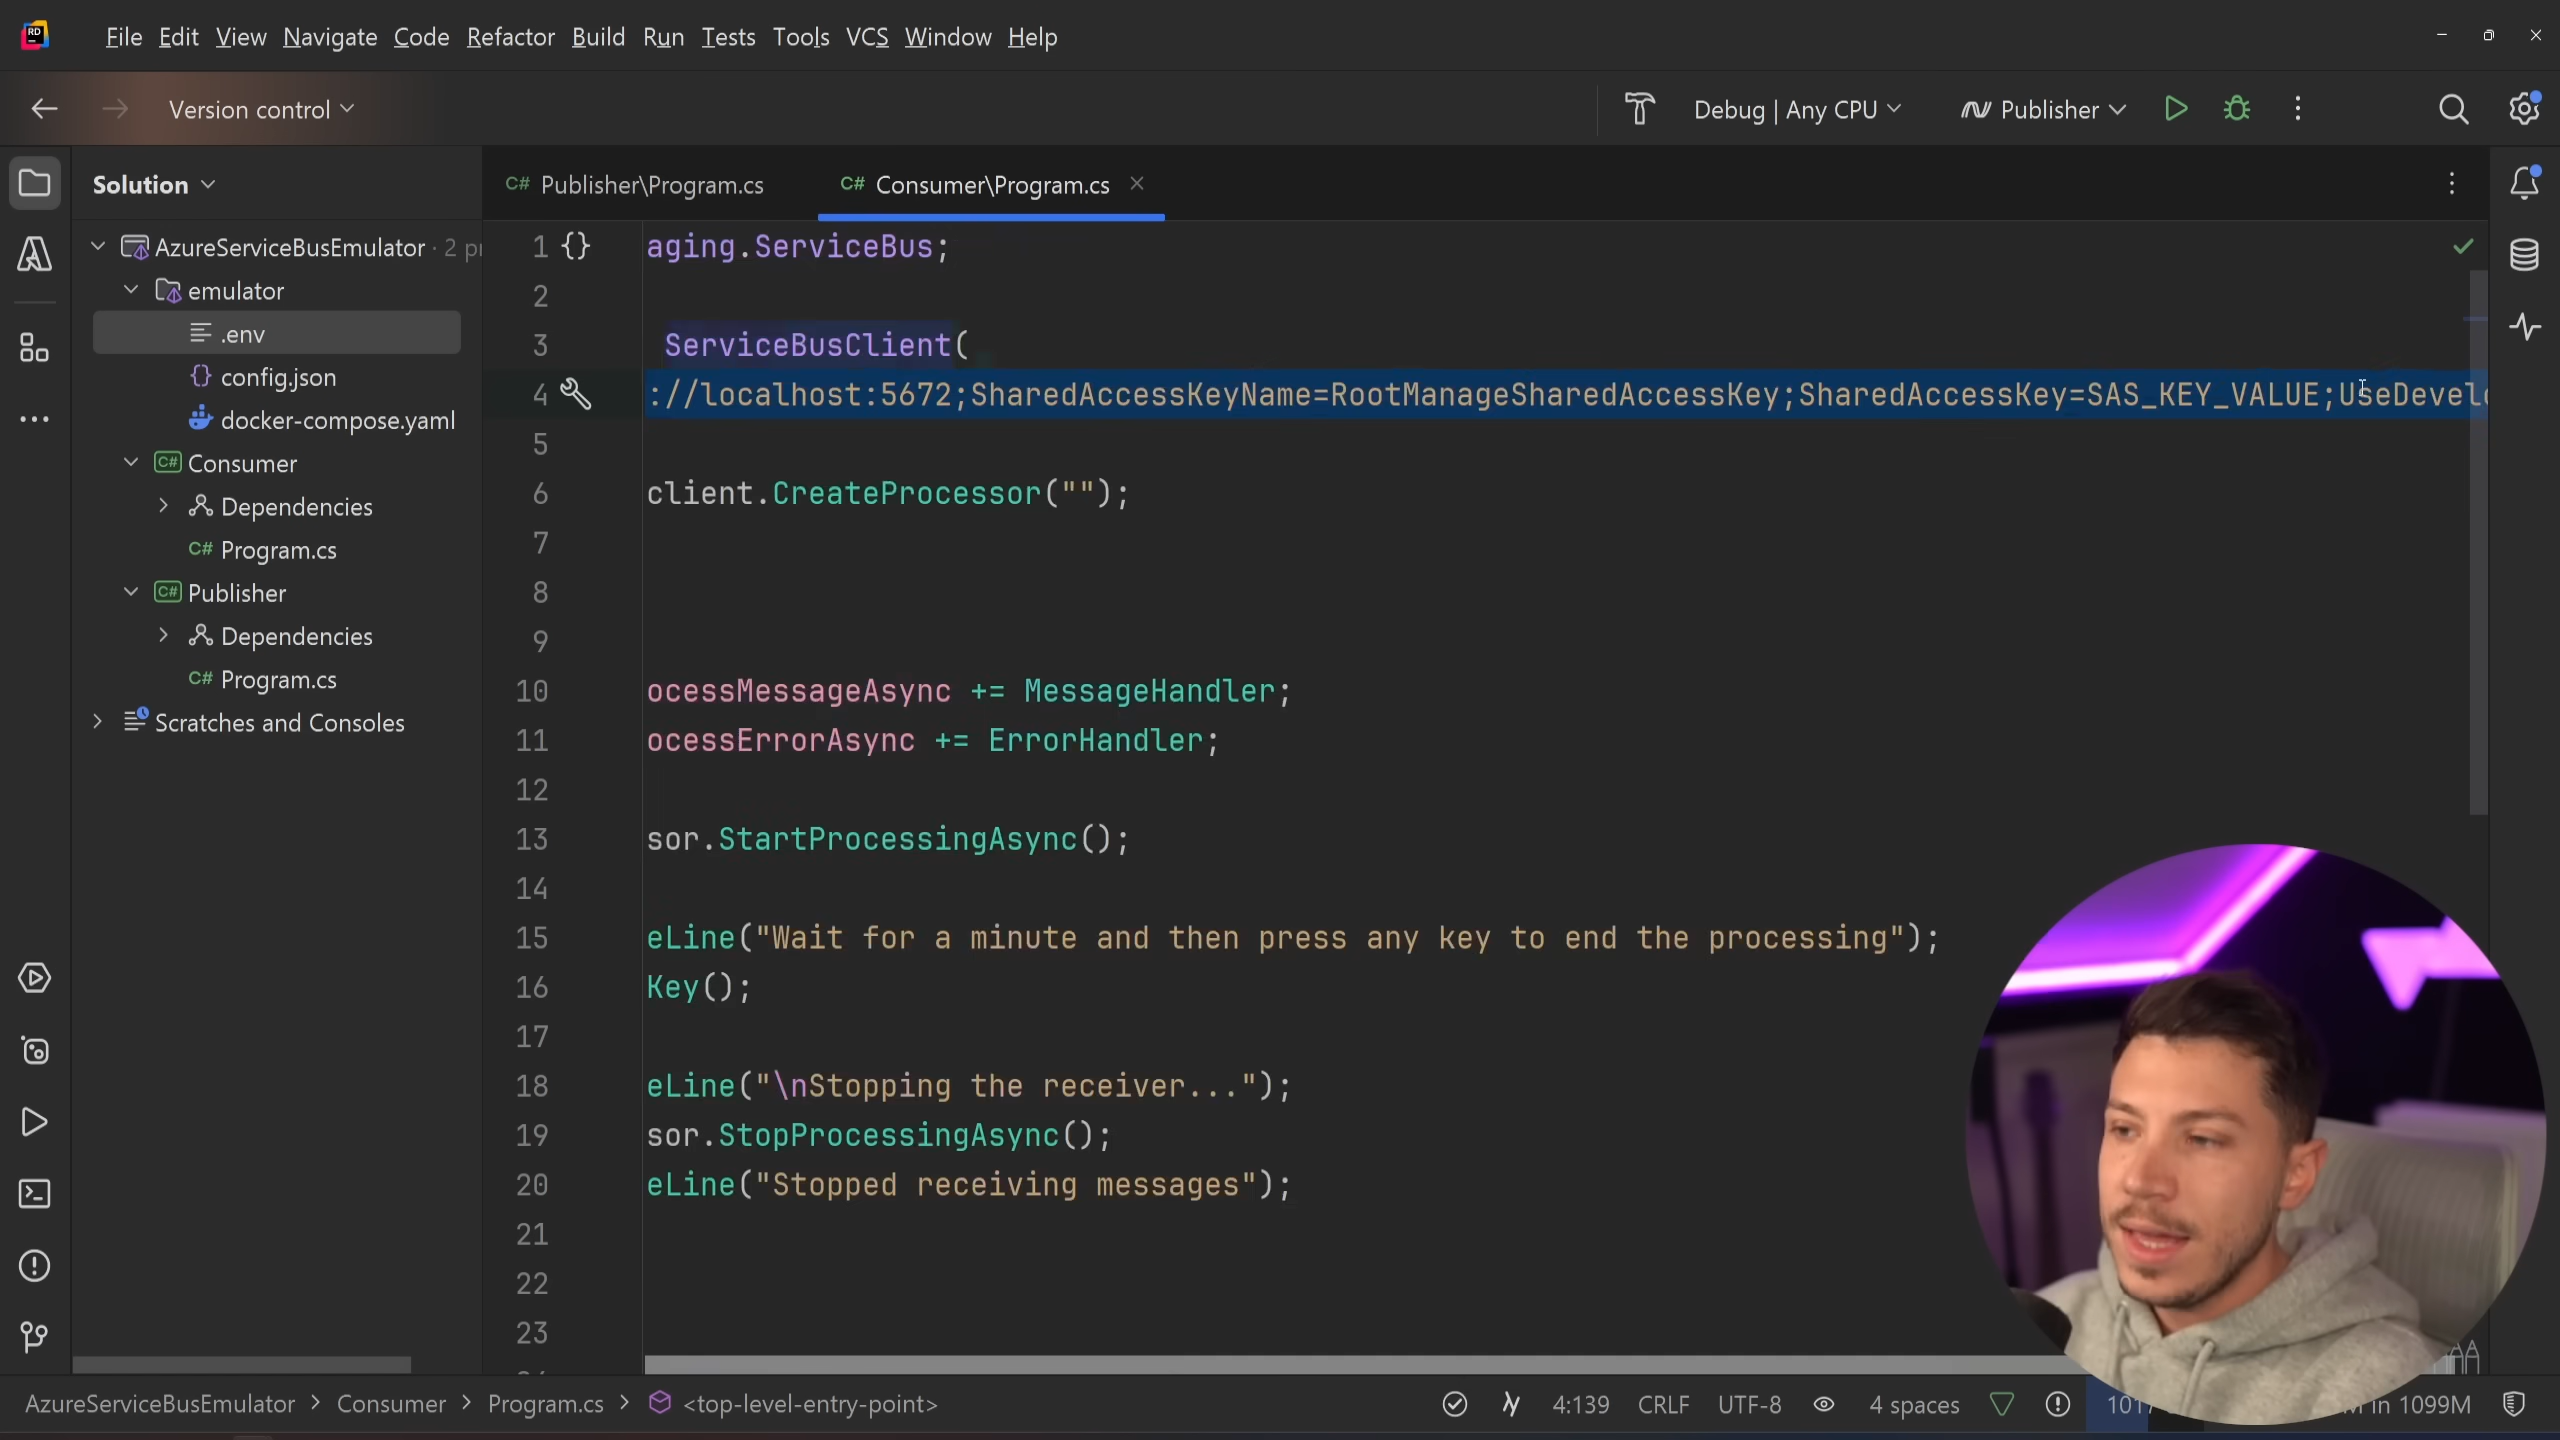 File Edit View Navigate Code Refactor Build Run Tests Tools VCS Window Help
Version control
Debug | Any CPU
Publisher
Solution
C# Publisher\Program.cs
C# Consumer\Program.cs
AzureServiceBusEmulator · 2 pr
emulator
.env
config.json
docker-compose.yaml
C# Consumer
Dependencies
C# Program.cs
C# Publisher
Dependencies
C# Program.cs
Scratches and Consoles
1 {} aging.ServiceBus;
2
3 ServiceBusClient(
4 ://localhost:5672;SharedAccessKeyName=RootManageSharedAccessKey;SharedAccessKey=SAS_KEY_VALUE;UseDevelo
5
6 client.CreateProcessor("");
7
8
9
10 ocessMessageAsync += MessageHandler;
11 ocessErrorAsync += ErrorHandler;
12
13 sor.StartProcessingAsync();
14
15 eLine("Wait for a minute and then press any key to end the processing");
16 Key();
17
18 eLine("\nStopping the receiver...");
19 sor.StopProcessingAsync();
20 eLine("Stopped receiving messages");
21
22
23
AzureServiceBusEmulator > Consumer > Program.cs > <top-level-entry-point>
4:139 CRLF UTF-8 4 spaces
in 1099M